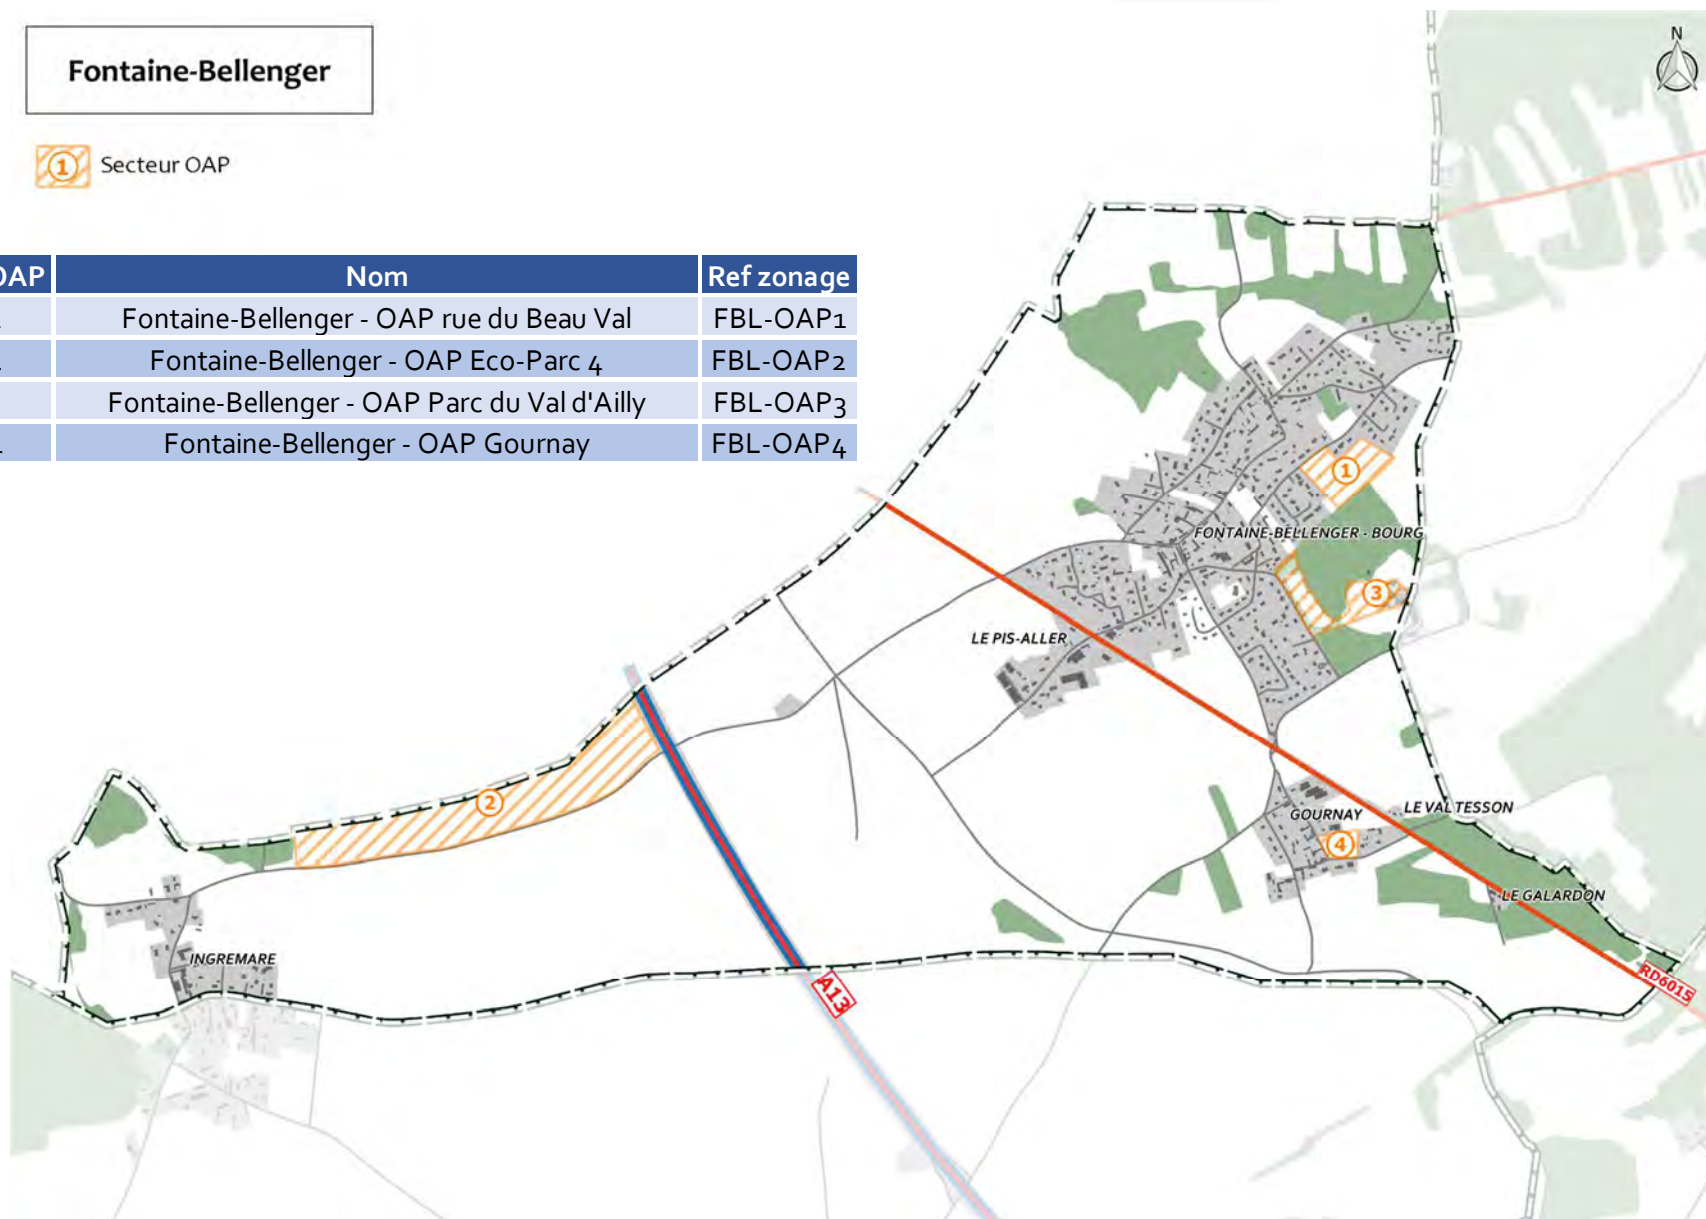 Fontaine-Bellenger
N
1 Secteur OAP
OAP Nom Ref zonage
Fontaine-Bellenger - OAP rue du Beau Val FBL-OAP1
Fontaine-Bellenger - OAP Eco-Parc 4 FBL-OAP2
Fontaine-Bellenger - OAP Parc du Val d'Ailly FBL-OAP3
Fontaine-Bellenger - OAP Gournay FBL-OAP4
1
FONTAINE-BELLENGER - BOURG
3
LE PIS-ALLER
2
GOURNAY
LE VAL TESSON
4
LE GALARDON
INGREMARE
A13
RD6015